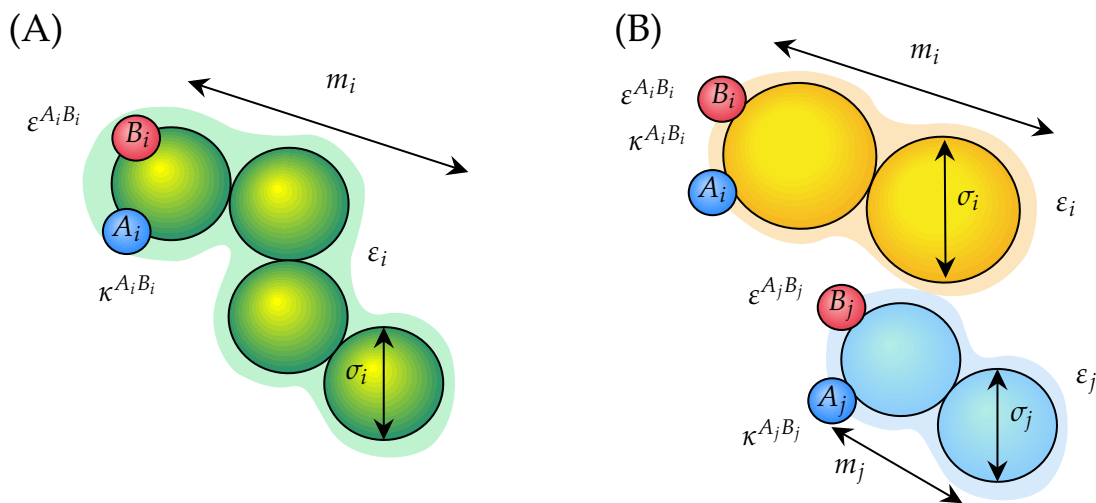 (A)
m_i
ε^{A_iB_i}
B_i
A_i
κ^{A_iB_i}
ε_i
σ_i
(B)
m_i
ε^{A_iB_i}
B_i
κ^{A_iB_i}
A_i
σ_i
ε_i
ε^{A_jB_j}
B_j
A_j
ε_j
σ_j
κ^{A_jB_j}
m_j